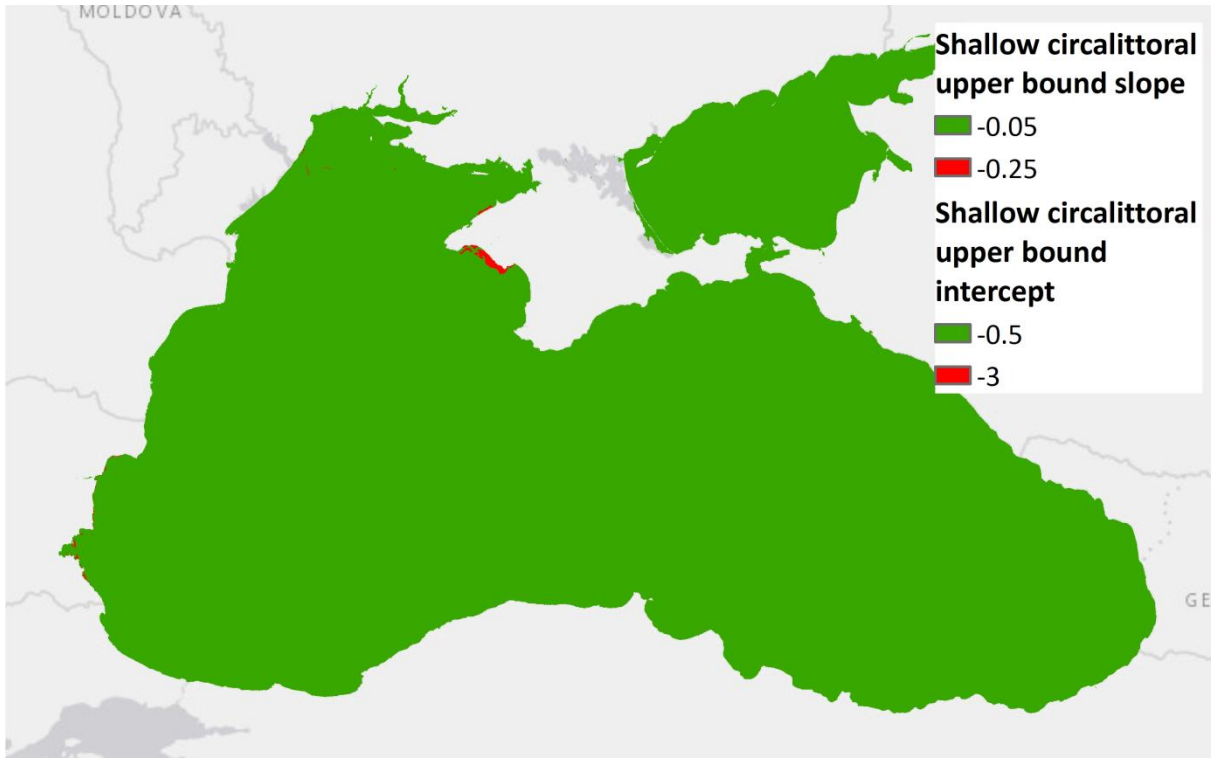 MOLDOVA
Shallow circalittoral
upper bound slope
-0.05
-0.25
Shallow circalittoral
upper bound
intercept
-0.5
-3
GE